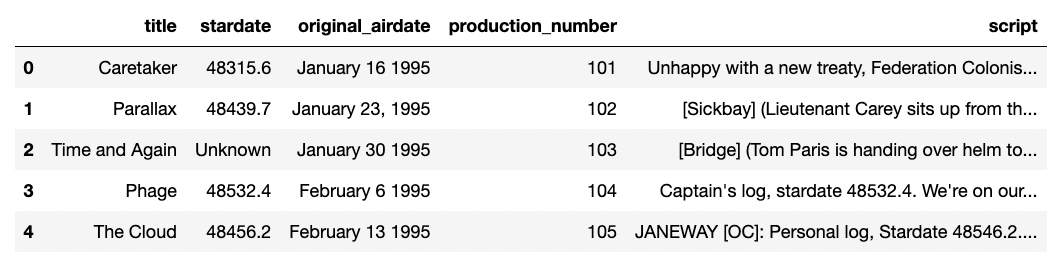 title stardate original_airdate production_number script
0 Caretaker 48315.6 January 16 1995 101 Unhappy with a new treaty, Federation Colonis...
1 Parallax 48439.7 January 23, 1995 102 [Sickbay] (Lieutenant Carey sits up from th...
2 Time and Again Unknown January 30 1995 103 [Bridge] (Tom Paris is handing over helm to...
3 Phage 48532.4 February 6 1995 104 Captain's log, stardate 48532.4. We're on our...
4 The Cloud 48456.2 February 13 1995 105 JANEWAY [OC]: Personal log, Stardate 48546.2....